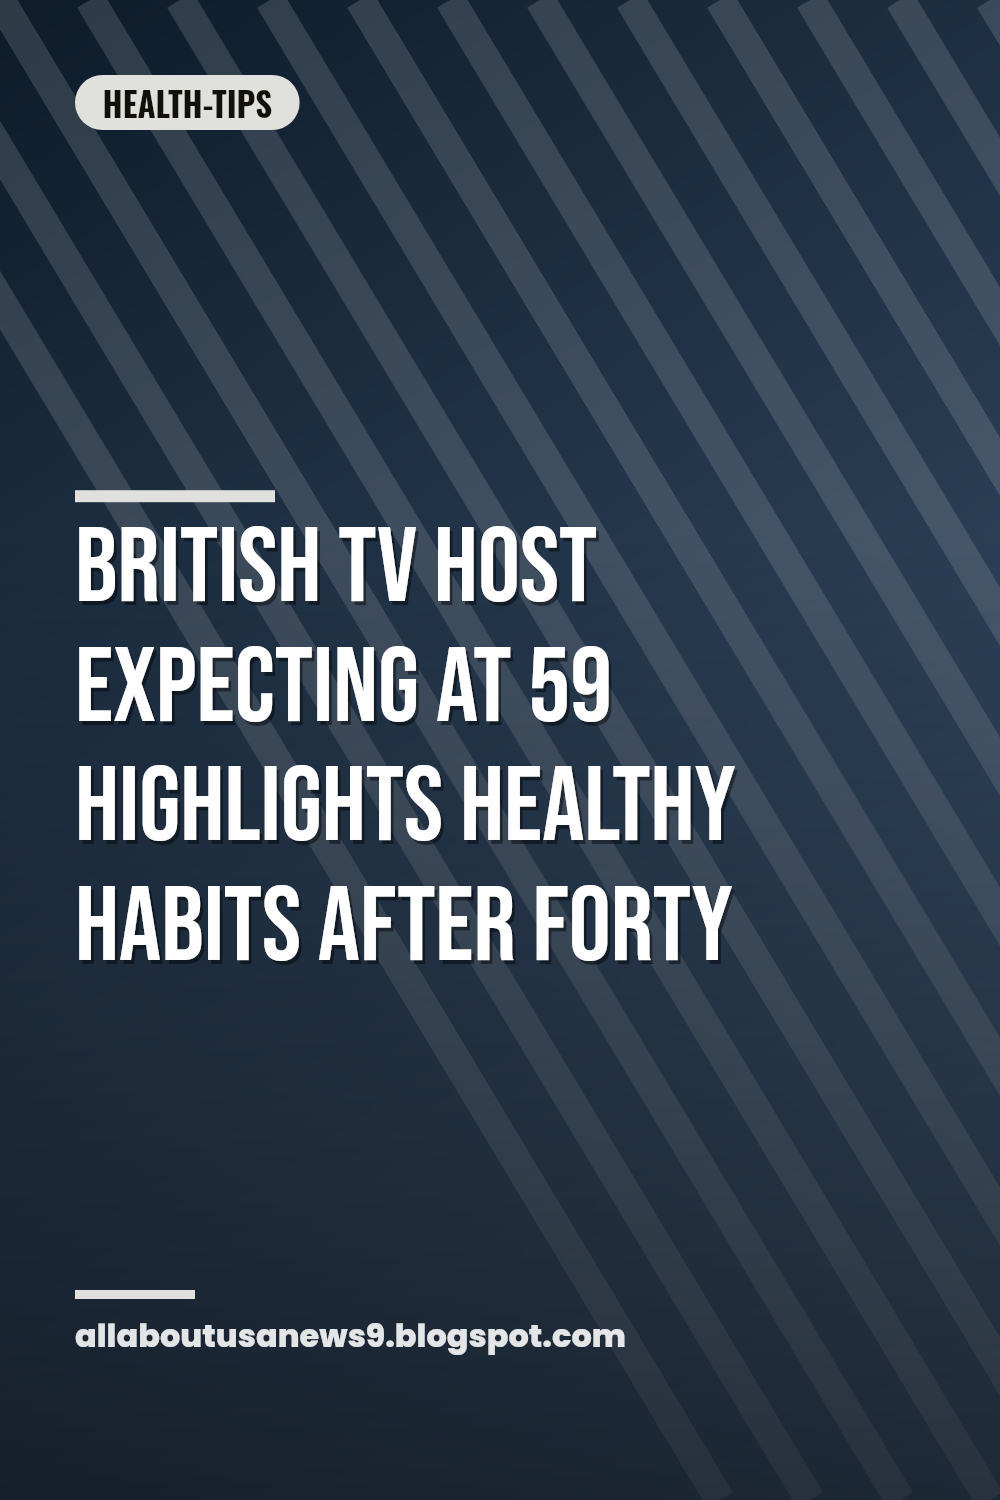 HEALTH-TIPS
BRITISH TV HOST
EXPECTING AT 59
HIGHLIGHTS HEALTHY
HABITS AFTER FORTY
allaboutusanews9.blogspot.com